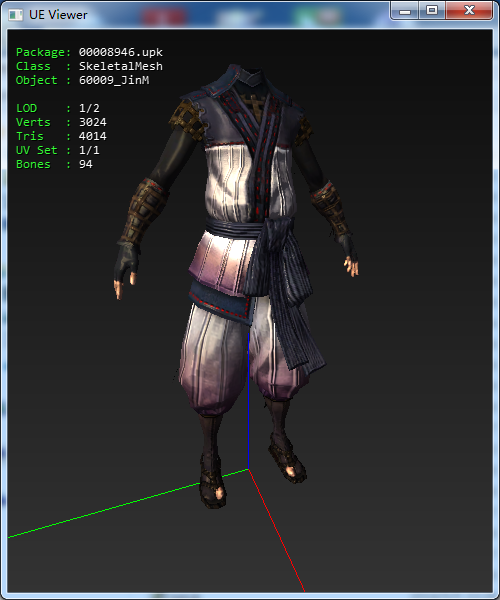 UE Viewer
Package: 00008946.upk
Class : SkeletalMesh
Object : 60009_JinM
LOD : 1/2
Verts : 3024
Tris : 4014
UV Set : 1/1
Bones : 94